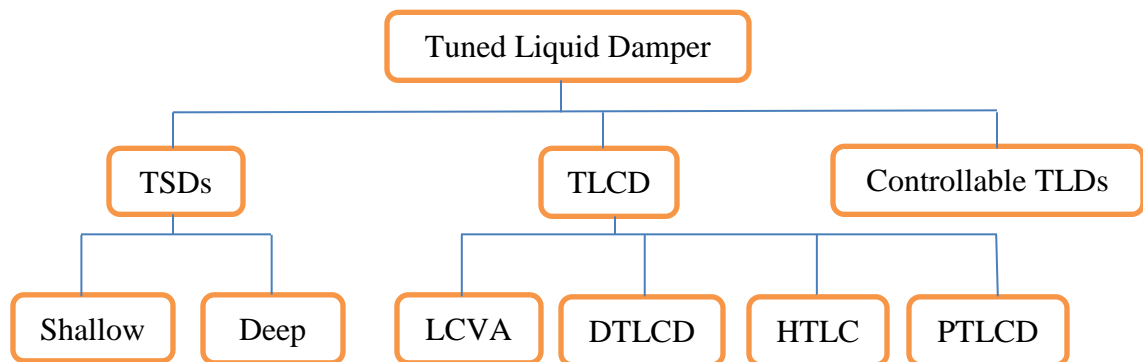 Tuned Liquid Damper
TSDs
TLCD
Controllable TLDs
Shallow
Deep
LCVA
DTLCD
HTLC
PTLCD